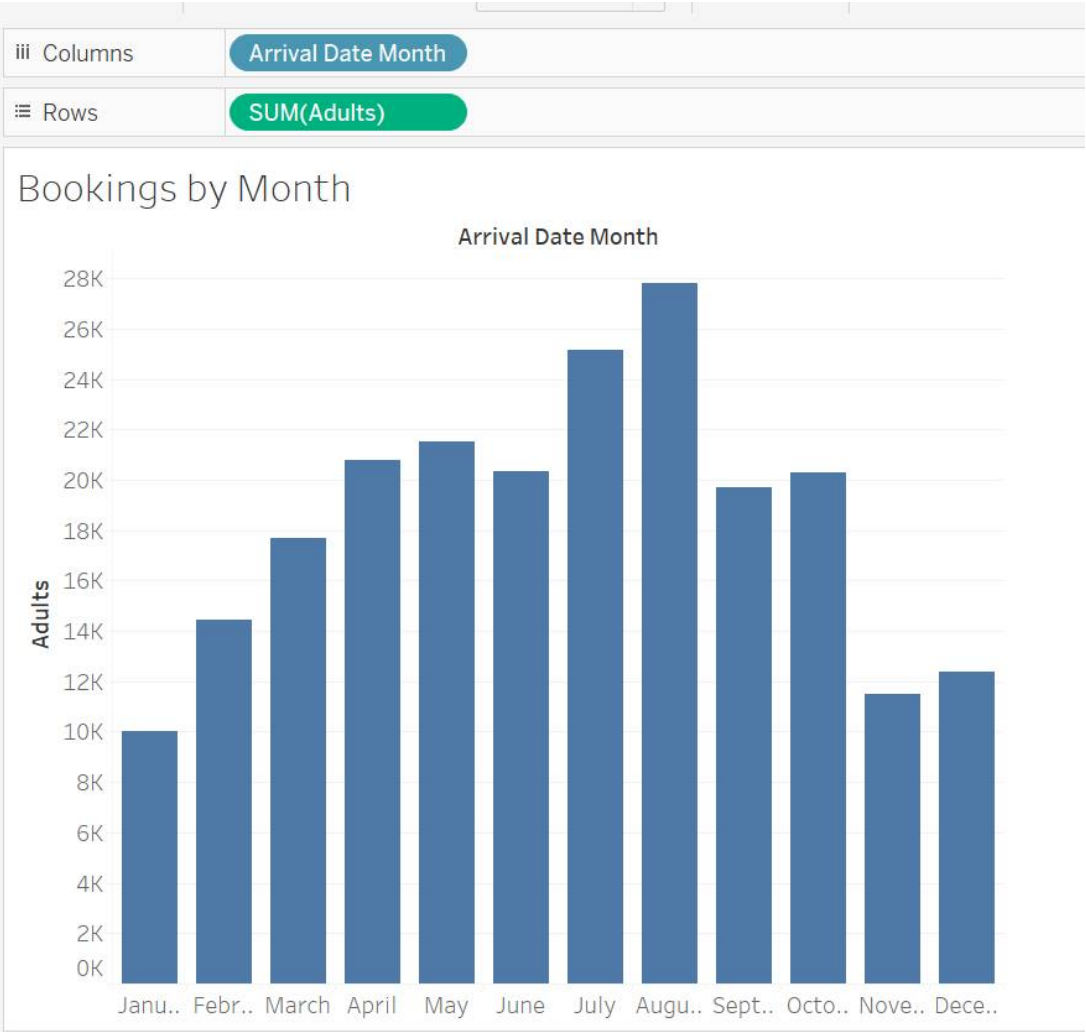 Columns Arrival Date Month
Rows SUM(Adults)
Bookings by Month
Arrival Date Month
28K
26K
24K
22K
20K
18K
16K
14K
12K
10K
8K
6K
4K
2K
0K
Adults
Janu.. Febr.. March April May June July Augu.. Sept.. Octo.. Nove.. Dece..